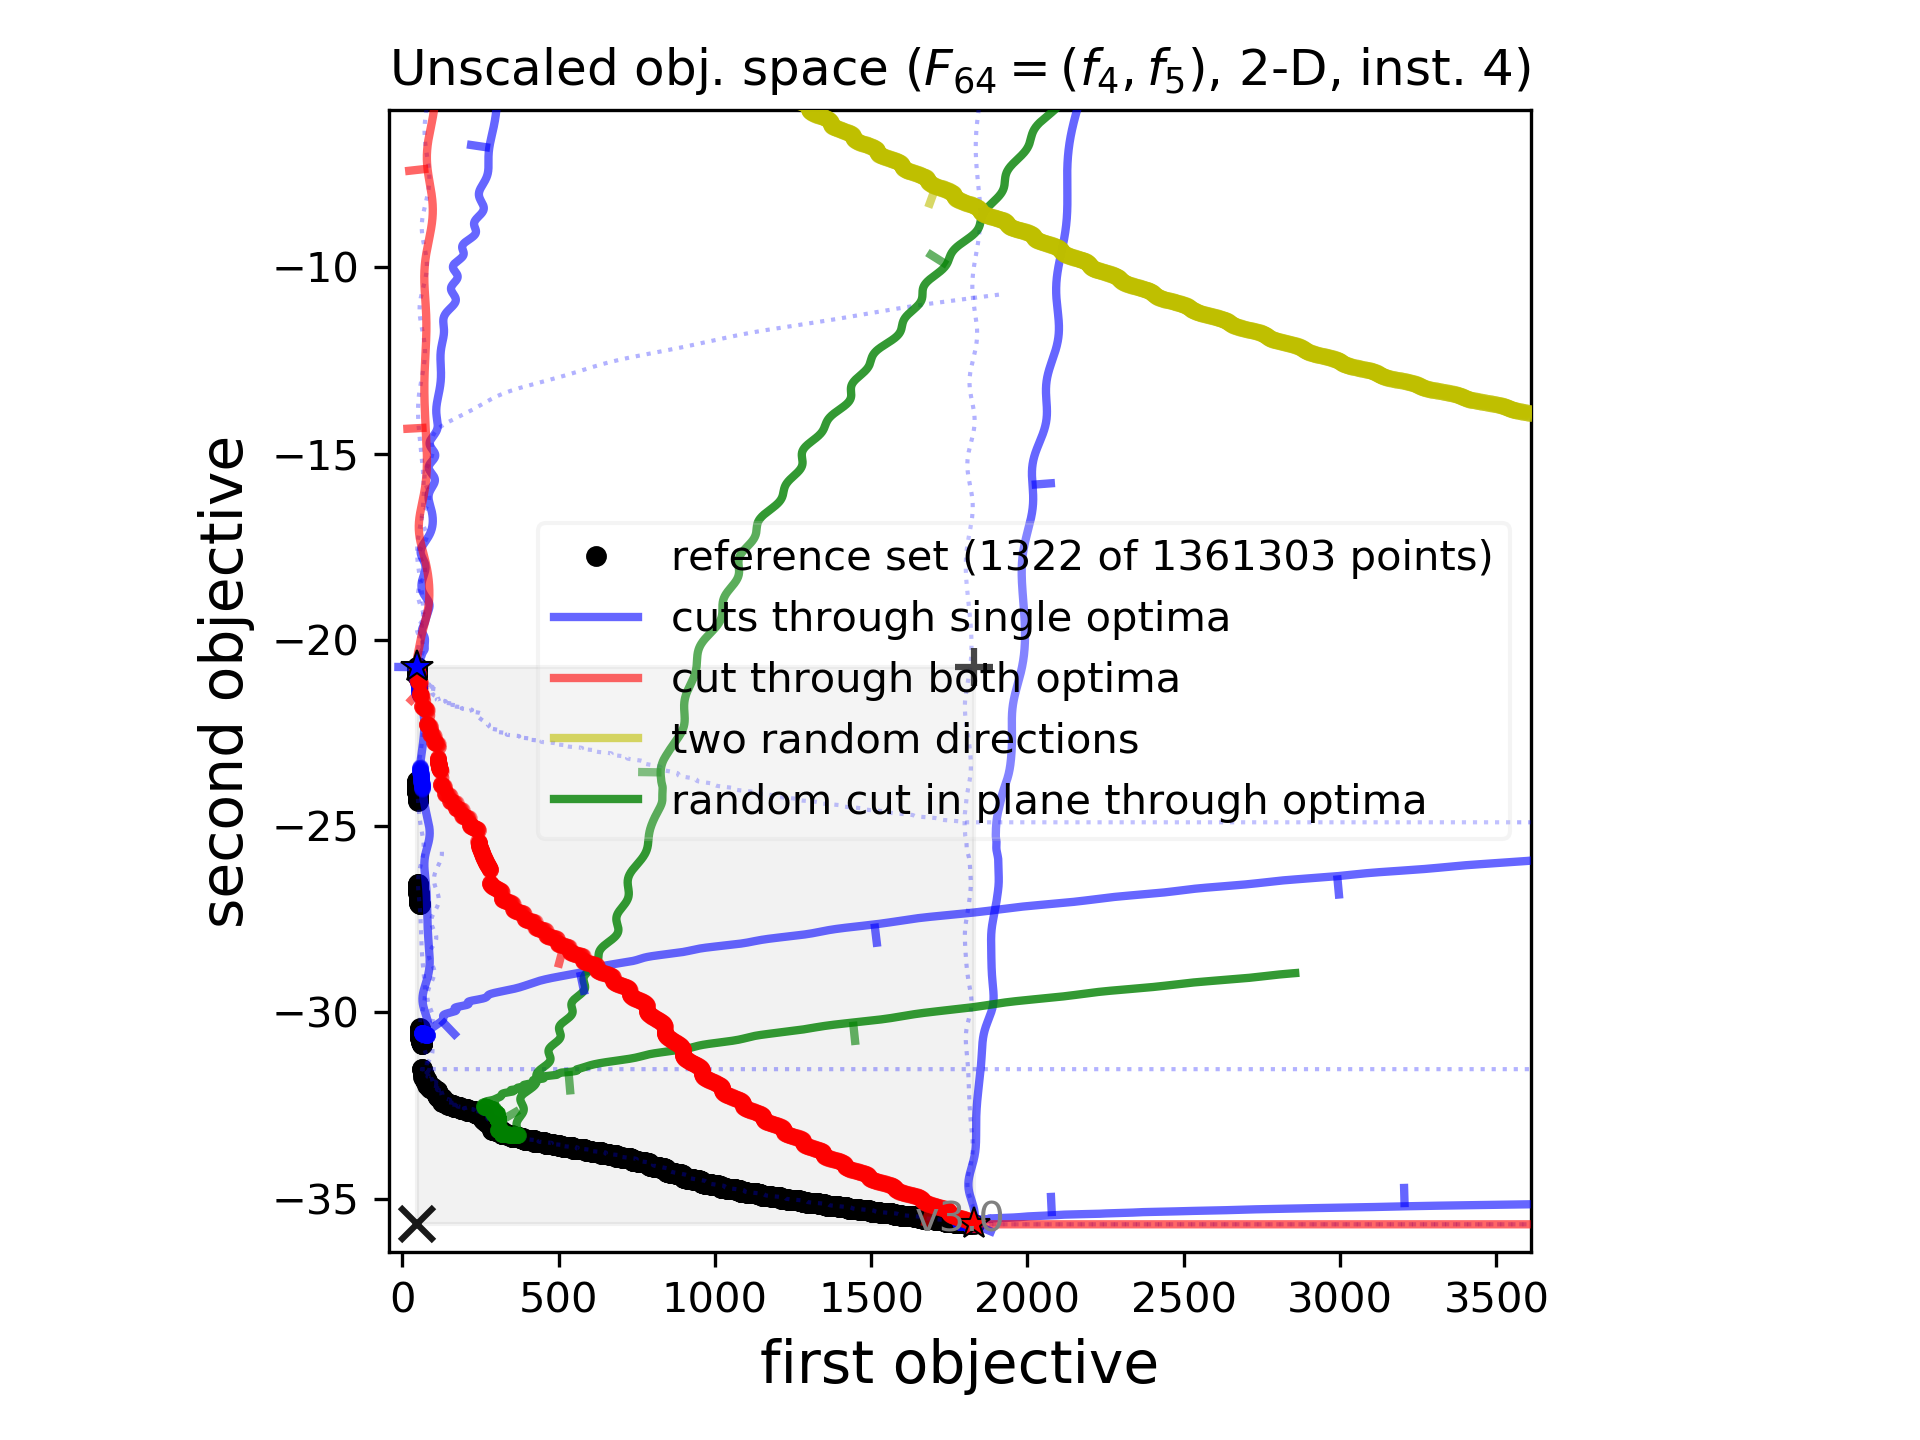 Unscaled obj. space (F64 = (f4, f5), 2-D, inst. 4)
second objective
−10
−15
−20
−25
−30
−35
reference set (1322 of 1361303 points)
cuts through single optima
cut through both optima
two random directions
random cut in plane through optima
v3.0
0 500 1000 1500 2000 2500 3000 3500
first objective